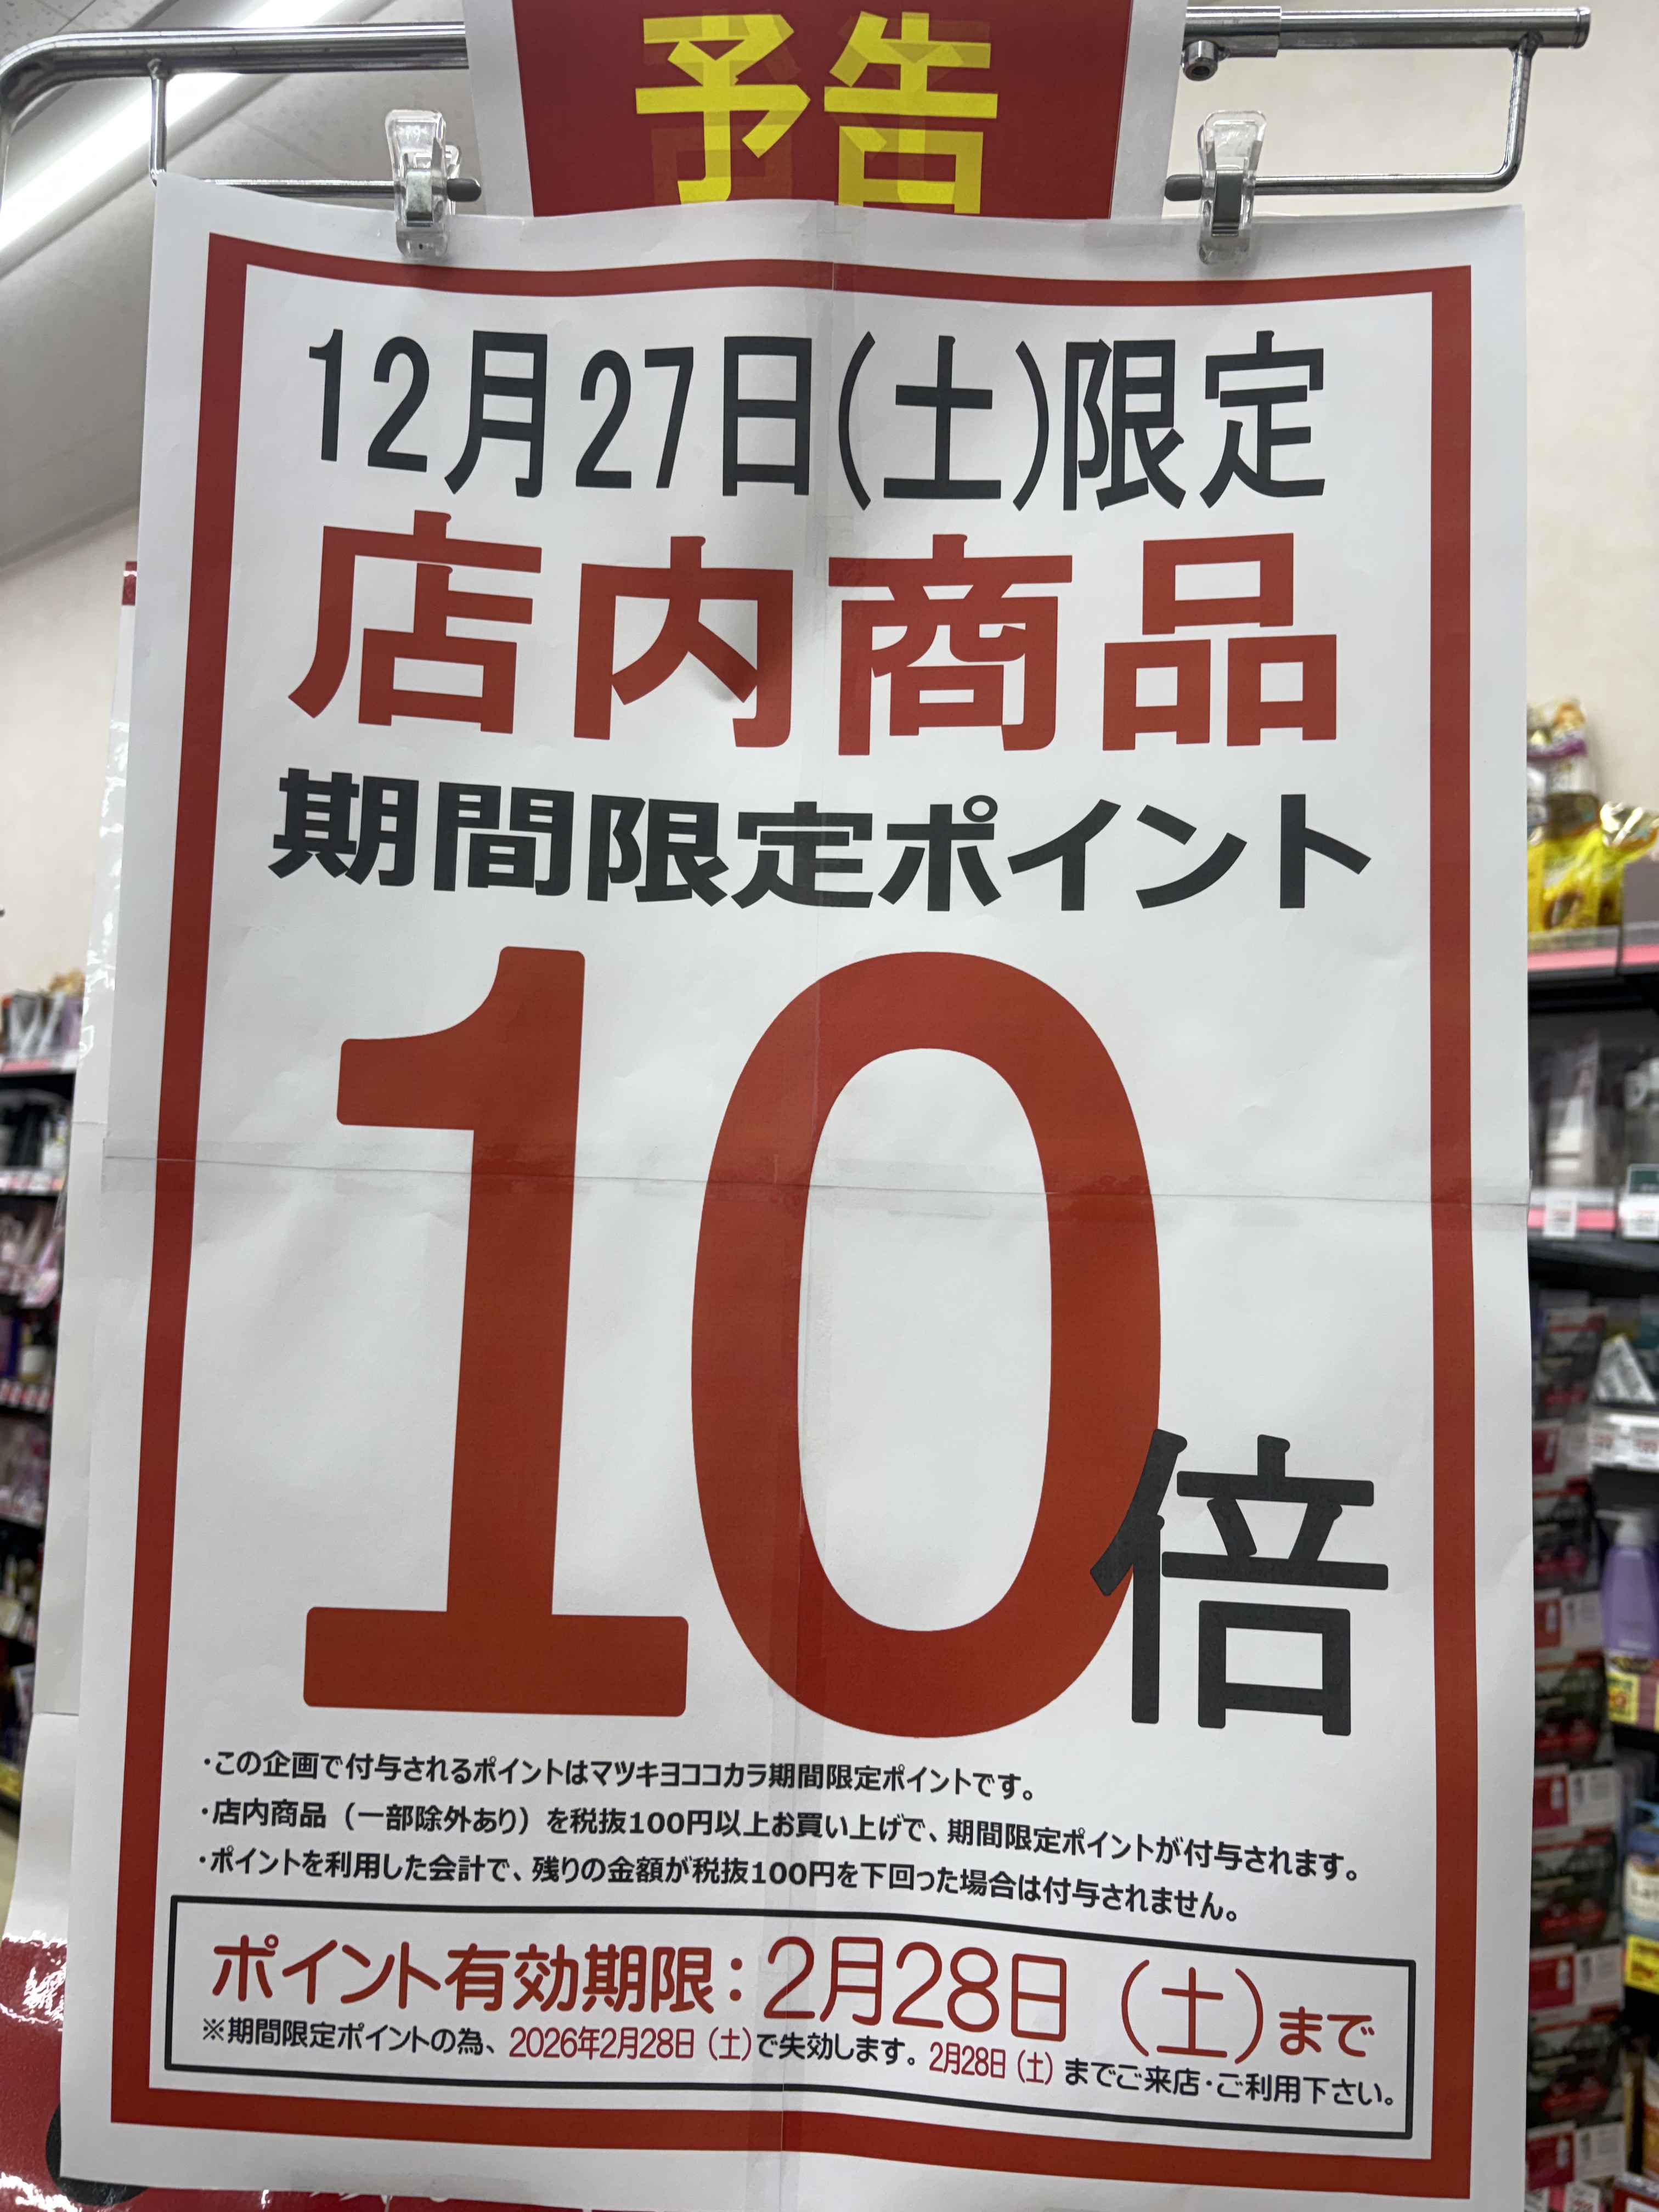 予告
12月27日(土)限定
店内商品
期間限定ポイント
10倍
・この企画で付与されるポイントはマツキヨココカラ期間限定ポイントです。
・店内商品（一部除外あり）を税抜100円以上お買い上げで、期間限定ポイントが付与されます。
・ポイントを利用した会計で、残りの金額が税抜100円を下回った場合は付与されません。
ポイント有効期限：2月28日（土）まで
※期間限定ポイントの為、2026年2月28日（土）で失効します。2月28日（土）までご来店・ご利用下さい。